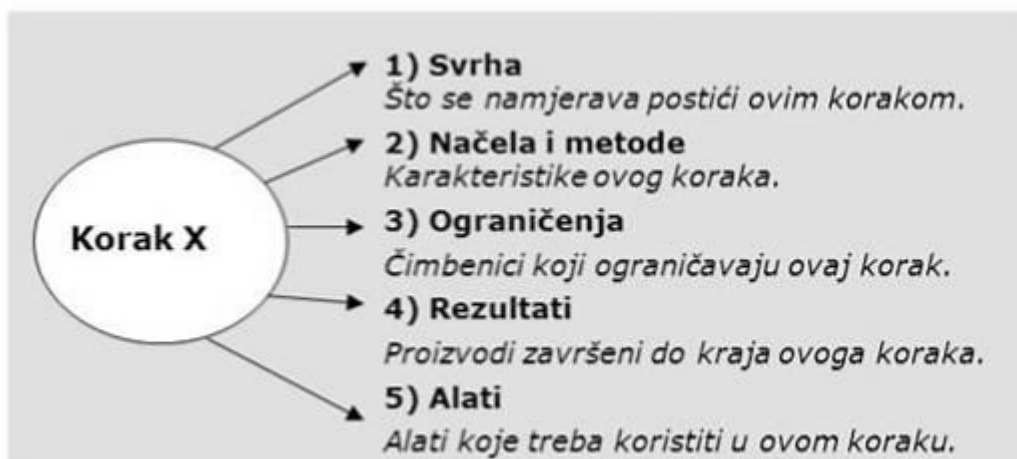 1) Svrha
Što se namjerava postići ovim korakom.
2) Načela i metode
Karakteristike ovog koraka.
Korak X
3) Ograničenja
Čimbenici koji ograničavaju ovaj korak.
4) Rezultati
Proizvodi završeni do kraja ovoga koraka.
5) Alati
Alati koje treba koristiti u ovom koraku.